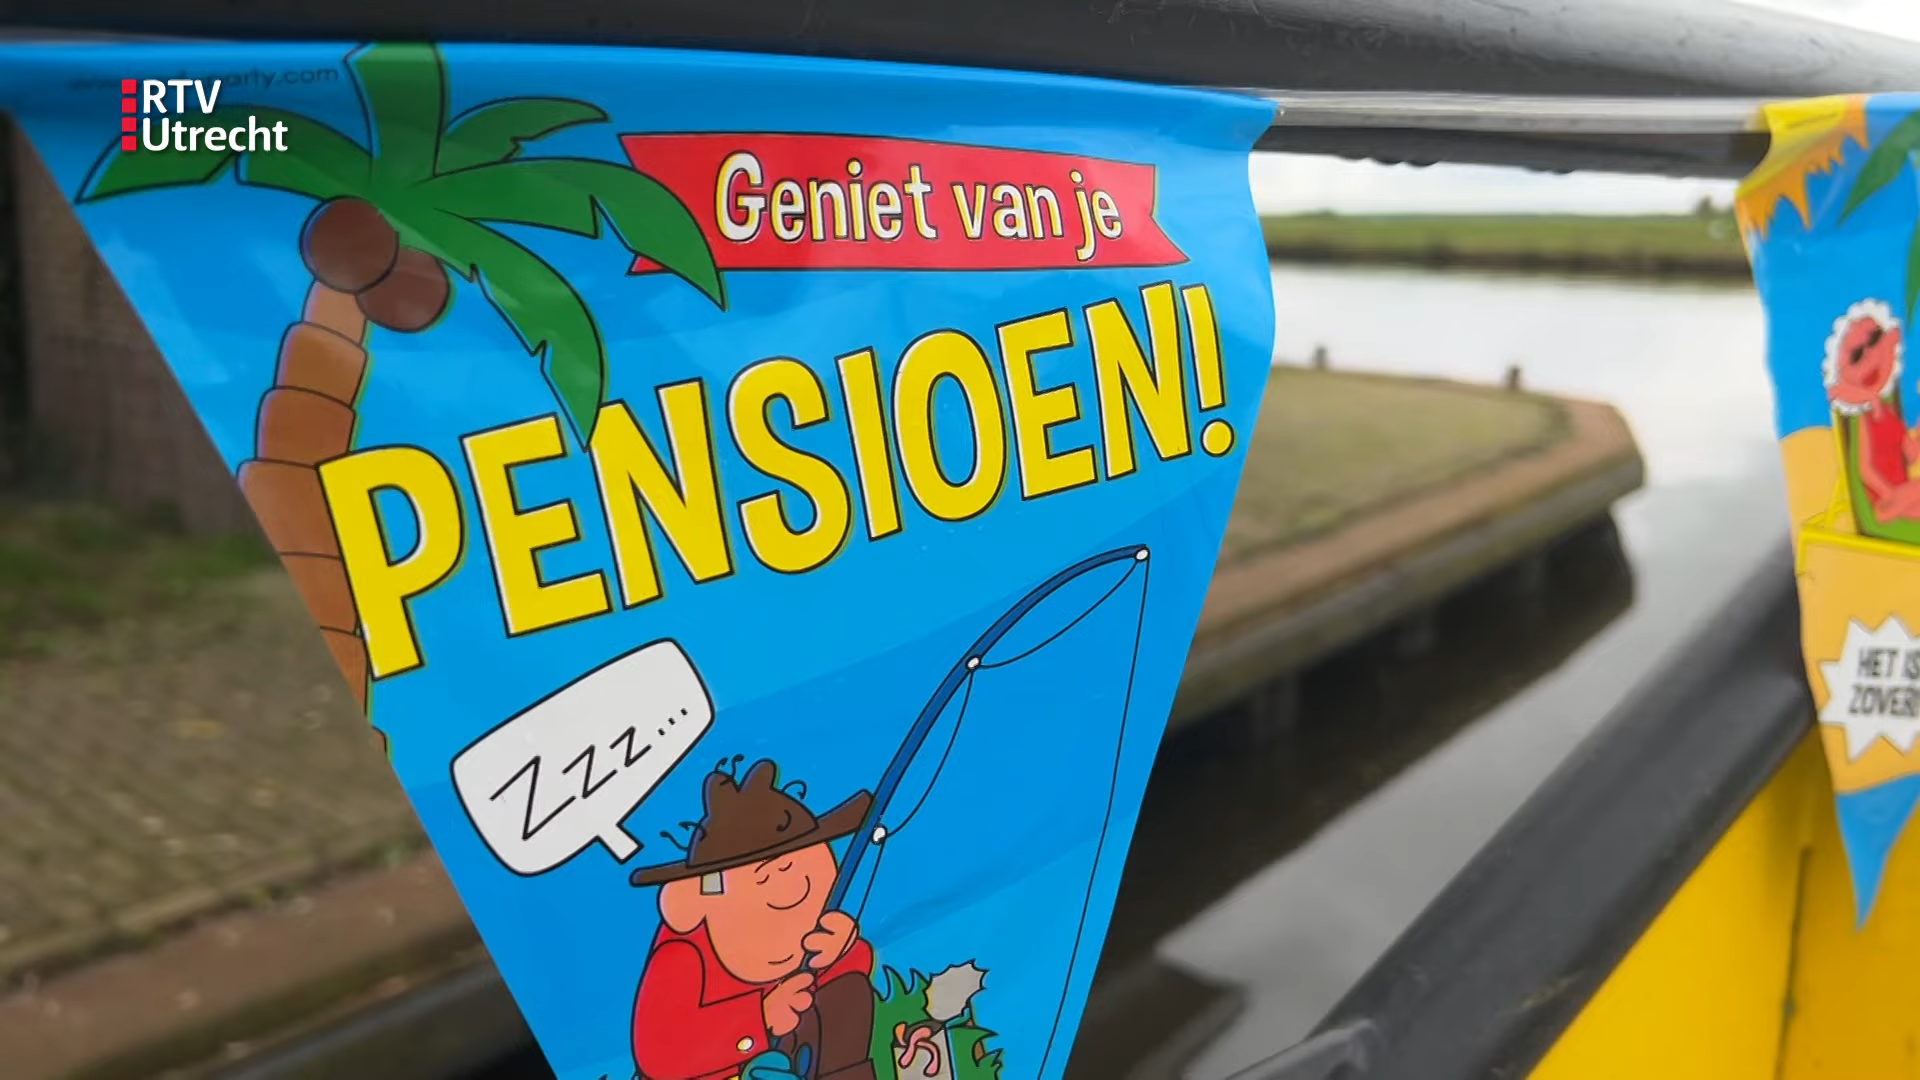 RTV
Utrecht
Geniet van je
PENSIOEN!
Zzz...
HET IS